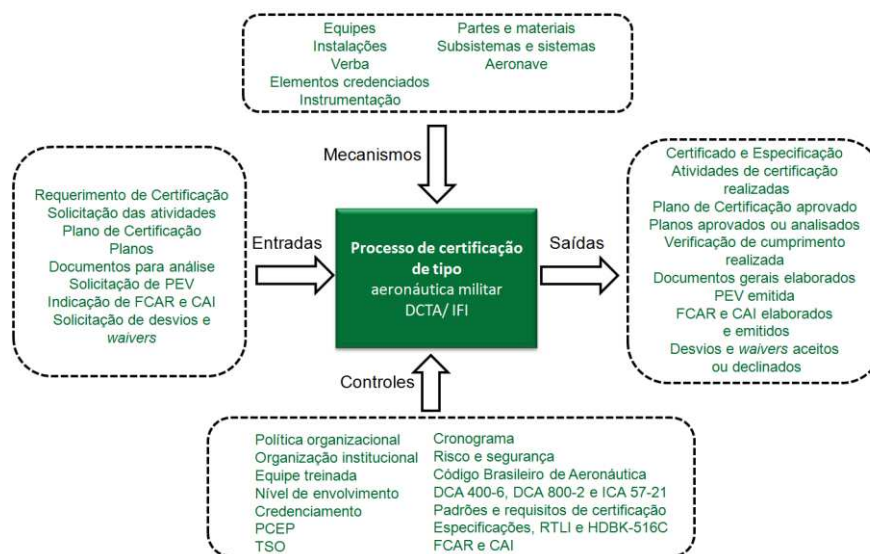 Equipes
Instalações
Verba
Elementos credenciados
Instrumentação
Partes e materiais
Subsistemas e sistemas
Aeronave
Mecanismos
Requerimento de Certificação
Solicitação das atividades
Plano de Certificação
Planos
Documentos para análise
Solicitação de PEV
Indicação de FCAR e CAI
Solicitação de desvios e
waivers
Entradas
Processo de certificação
de tipo
aeronáutica militar
DCTA/ IFI
Saídas
Certificado e Especificação
Atividades de certificação
realizadas
Plano de Certificação aprovado
Planos aprovados ou analisados
Verificação de cumprimento
realizada
Documentos gerais elaborados
PEV emitida
FCAR e CAI elaborados
e emitidos
Desvios e waivers aceitos
ou declinados
Controles
Política organizacional
Organização institucional
Equipe treinada
Nível de envolvimento
Credenciamento
PCEP
TSO
Cronograma
Risco e segurança
Código Brasileiro de Aeronáutica
DCA 400-6, DCA 800-2 e ICA 57-21
Padrões e requisitos de certificação
Especificações, RTLI e HDBK-516C
FCAR e CAI